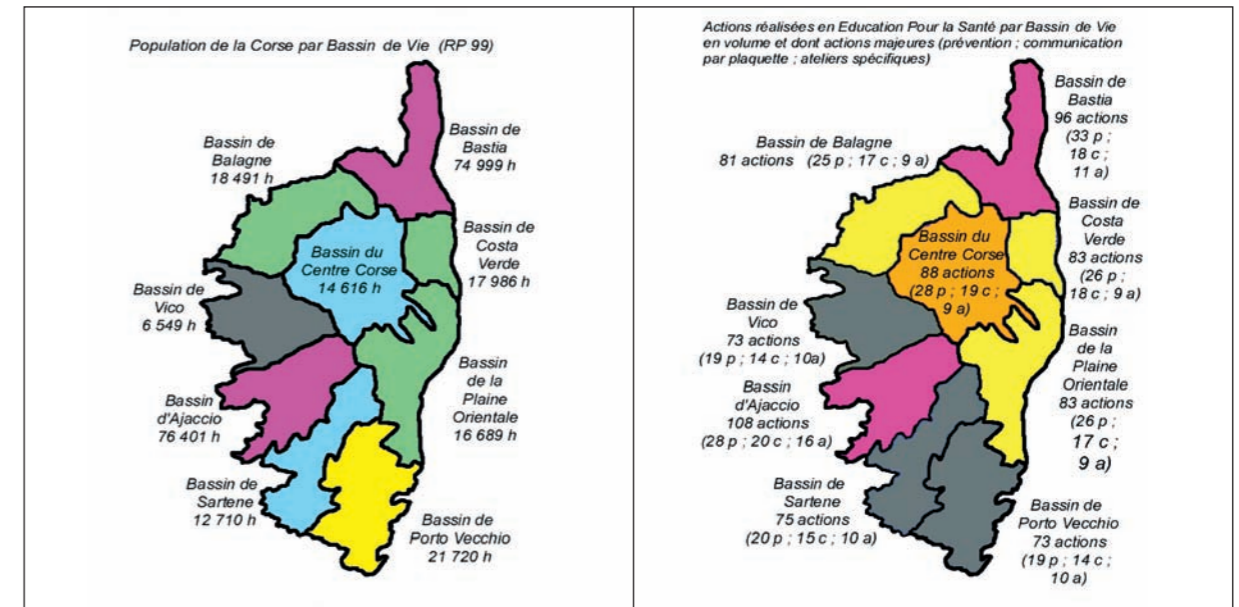 Population de la Corse par Bassin de Vie (RP 99)
Bassin de
Bastia
74 999 h
Bassin de
Balagne
18 491 h
Bassin de
Costa
Verde
17 986 h
Bassin du
Centre Corse
14 616 h
Bassin de
Vico
6 549 h
Bassin
de la
Plaine
Orientale
16 689 h
Bassin
d'Ajaccio
76 401 h
Bassin de
Sartene
12 710 h
Bassin de
Porto Vecchio
21 720 h
Actions réalisées en Education Pour la Santé par Bassin de Vie
en volume et dont actions majeures (prévention ; communication
par plaquette ; ateliers spécifiques)
Bassin de
Bastia
96 actions
(33 p ;
18 c ;
11 a)
Bassin de Balagne
81 actions (25 p ; 17 c ; 9 a)
Bassin de
Costa
Verde
83 actions
(26 p ;
18 c ; 9 a)
Bassin du
Centre Corse
88 actions
(28 p ; 19 c ;
9 a)
Bassin de
Vico
73 actions
(19 p ; 14 c ; 10a)
Bassin
de la
Plaine
Orientale
83 actions
(26 p ;
17 c ;
9 a)
Bassin
d'Ajaccio
108 actions
(28 p ; 20 c ; 16 a)
Bassin de
Sartene
75 actions
(20 p ; 15 c ; 10 a)
Bassin de
Porto Vecchio
73 actions
(19 p ; 14 c ;
10 a)